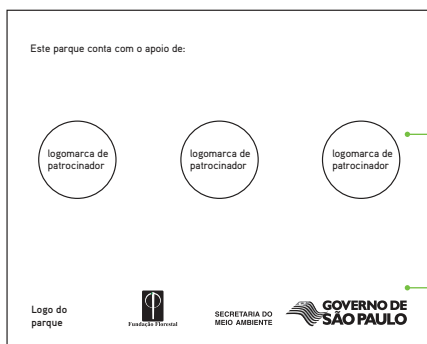 Este parque conta com o apoio de:
logomarca de
patrocinador
logomarca de
patrocinador
logomarca de
patrocinador
Logo do
parque
Fundação Florestal
SECRETARIA DO
MEIO AMBIENTE
GOVERNO DE
SÃO PAULO